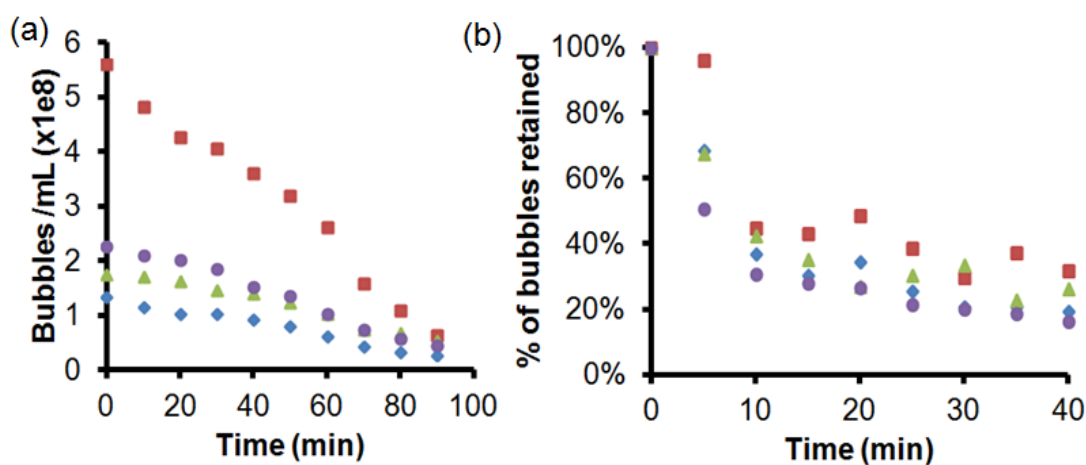 (a)
Bubbles /mL (x1e8)
6
5
4
3
2
1
0
0 20 40 60 80 100
Time (min)
(b)
% of bubbles retained
100%
80%
60%
40%
20%
0%
0 10 20 30 40
Time (min)